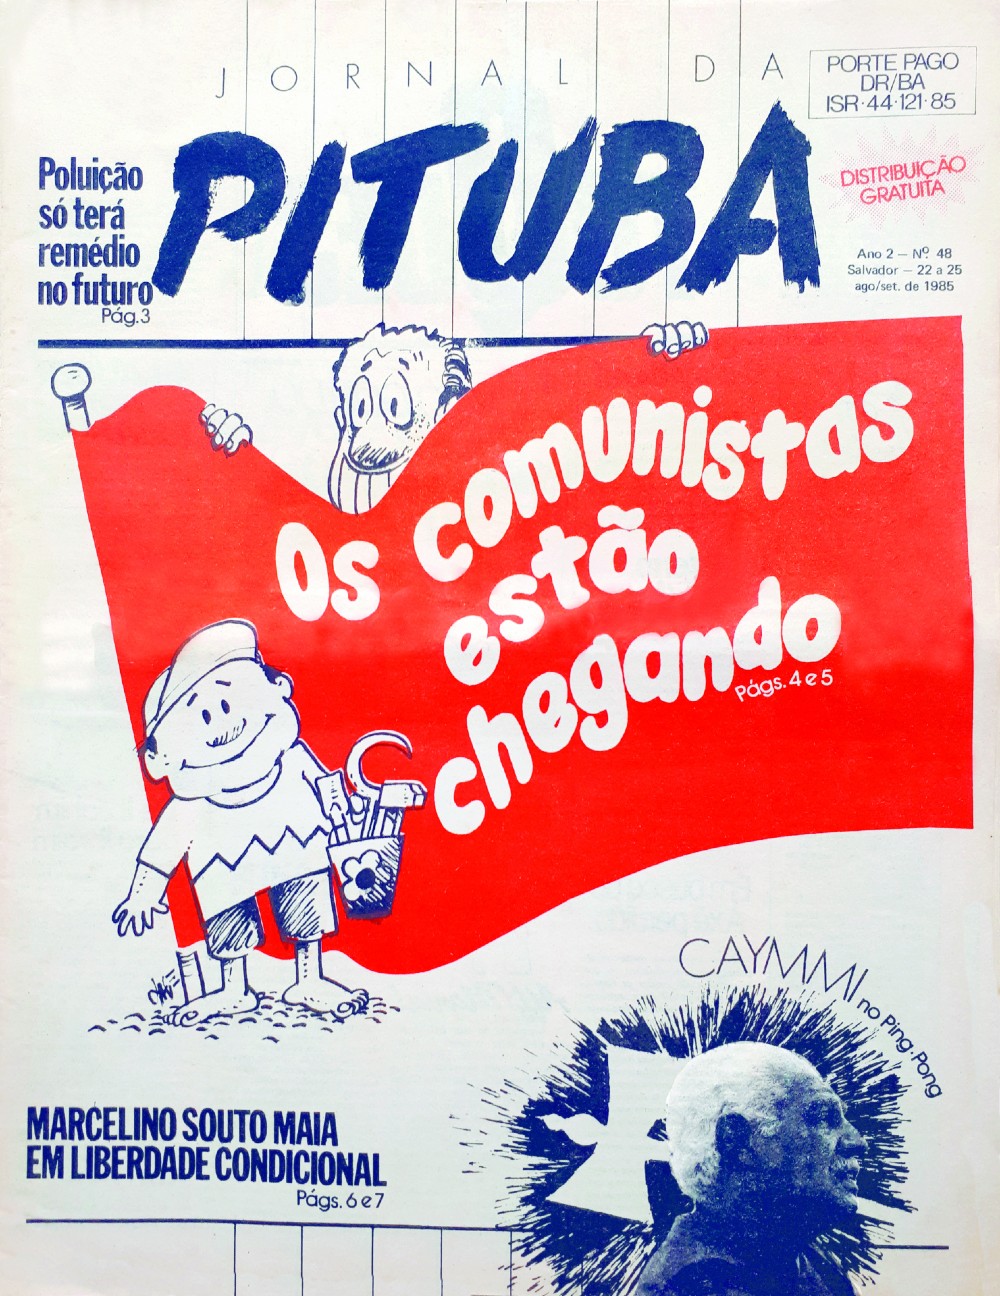 JORNAL DA
PITUBA
PORTE PAGO
DR/BA
ISR·44·121·85
DISTRIBUIÇÃO
GRATUITA
Ano 2 — Nº 48
Salvador — 22 a 25
ago/set. de 1985
Poluição
só terá
remédio
no futuro
Pág.3
Os comunistas
estão
chegando
Págs. 4 e 5
CAYMMI no Ping-Pong
MARCELINO SOUTO MAIA
EM LIBERDADE CONDICIONAL
Págs. 6 e 7